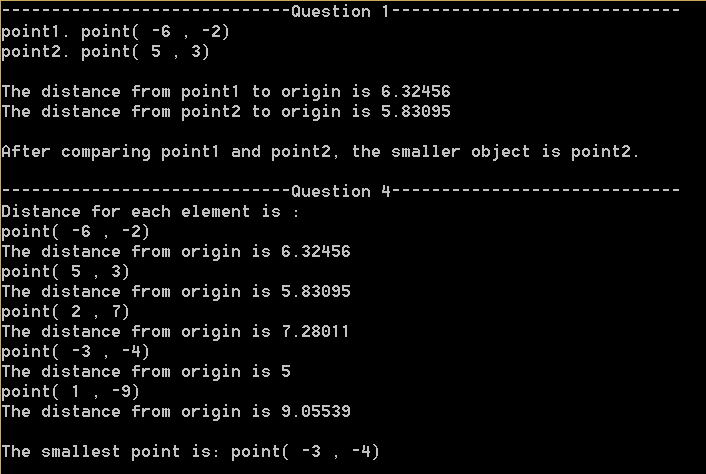 -----------------------------Question 1-----------------------------
point1. point( -6 , -2)
point2. point( 5 , 3)
The distance from point1 to origin is 6.32456
The distance from point2 to origin is 5.83095
After comparing point1 and point2, the smaller object is point2.
-----------------------------Question 4-----------------------------
Distance for each element is :
point( -6 , -2)
The distance from origin is 6.32456
point( 5 , 3)
The distance from origin is 5.83095
point( 2 , 7)
The distance from origin is 7.28011
point( -3 , -4)
The distance from origin is 5
point( 1 , -9)
The distance from origin is 9.05539
The smallest point is: point( -3 , -4)